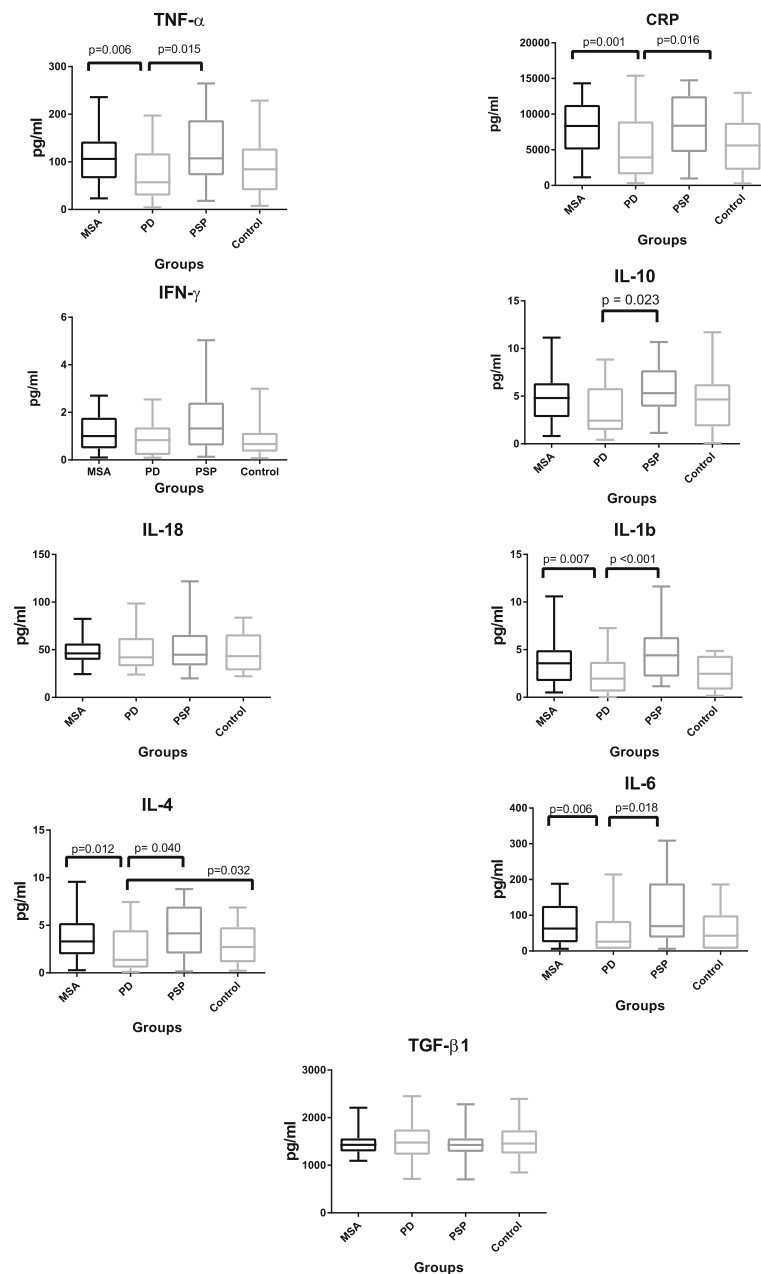 TNF-α
p=0.006
p=0.015
300
200
100
0
pg/ml
MSA
PD
PSP
Control
Groups
CRP
p=0.001
p=0.016
20000
15000
10000
5000
0
pg/ml
MSA
PD
PSP
Control
Groups
IFN-γ
6
4
2
0
pg/ml
MSA
PD
PSP
Control
Groups
IL-10
p = 0.023
15
10
5
0
pg/ml
MSA
PD
PSP
Control
Groups
IL-18
150
100
50
0
pg/ml
MSA
PD
PSP
Control
Groups
IL-1b
p= 0.007
p <0.001
15
10
5
0
pg/ml
MSA
PD
PSP
Control
Groups
IL-4
p=0.012
p= 0.040
p=0.032
15
10
5
0
pg/ml
MSA
PD
PSP
Control
Groups
IL-6
p=0.006
p=0.018
400
300
200
100
0
pg/ml
MSA
PD
PSP
Control
Groups
TGF-β1
3000
2000
1000
0
pg/ml
MSA
PD
PSP
Control
Groups